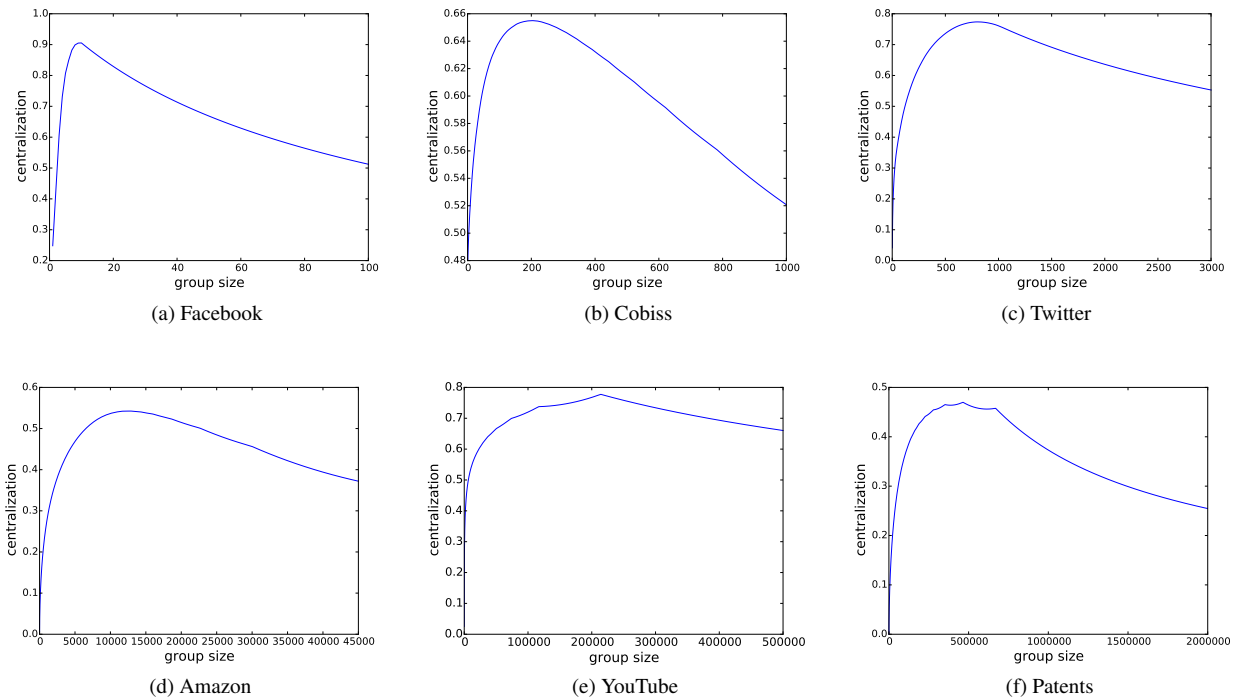 1.0
0.9
0.8
0.7
0.6
0.5
0.4
0.3
0.2
centralization
0 20 40 60 80 100
group size
(a) Facebook
0.66
0.64
0.62
0.60
0.58
0.56
0.54
0.52
0.50
0.48
centralization
0 200 400 600 800 1000
group size
(b) Cobiss
0.8
0.7
0.6
0.5
0.4
0.3
0.2
0.1
0.0
centralization
0 500 1000 1500 2000 2500 3000
group size
(c) Twitter
0.6
0.5
0.4
0.3
0.2
0.1
0.0
centralization
0 5000 10000 15000 20000 25000 30000 35000 40000 45000
group size
(d) Amazon
0.8
0.7
0.6
0.5
0.4
0.3
0.2
0.1
0.0
centralization
0 100000 200000 300000 400000 500000
group size
(e) YouTube
0.5
0.4
0.3
0.2
0.1
0.0
centralization
0 500000 1000000 1500000 2000000
group size
(f) Patents